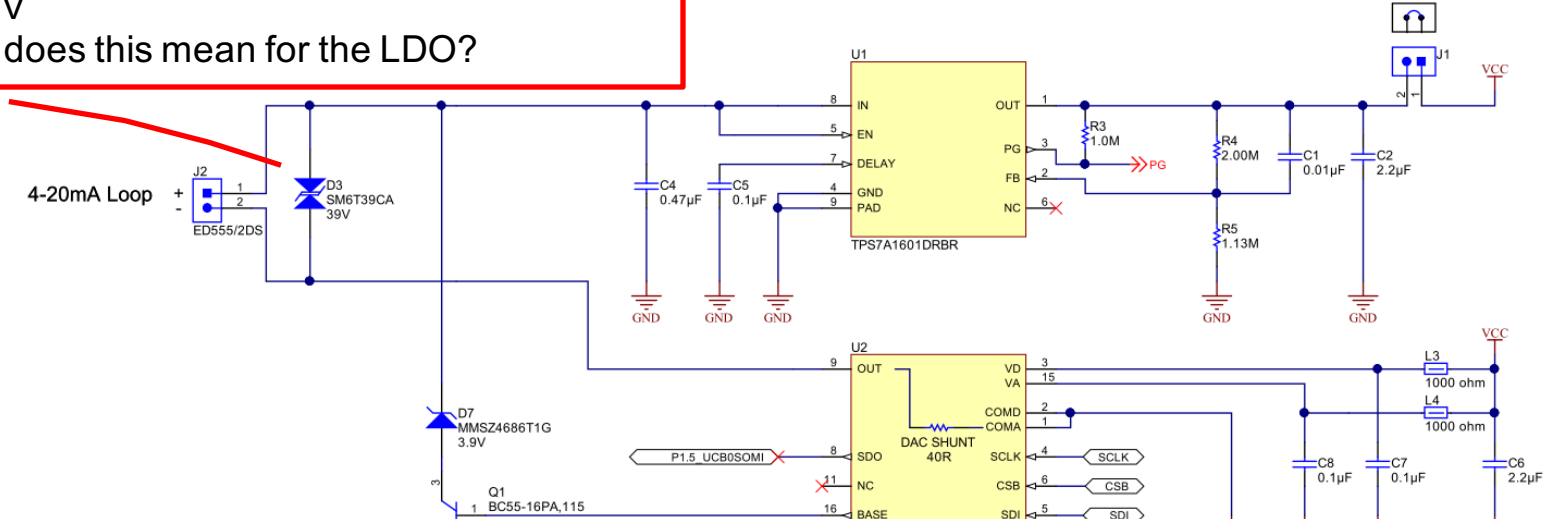 V
does this mean for the LDO?
J1
VCC
2
1
U1
8
IN
OUT
1
5
EN
R3
1.0M
R4
2.00M
PG
3
PG
C1
0.01µF
C2
2.2µF
7
DELAY
FB
2
4
GND
9
PAD
NC
6
TPS7A1601DRBR
R5
1.13M
J2
4-20mA Loop
+
-
1
2
ED555/2DS
D3
SM6T39CA
39V
C4
0.47µF
C5
0.1µF
GND
GND
GND
GND
GND
U2
9
OUT
VD
3
VA
15
COMD
2
COMA
1
DAC SHUNT
40R
VCC
L3
1000 ohm
L4
1000 ohm
D7
MMSZ4686T1G
3.9V
P1.5_UCB0SOMI
8
SDO
SCLK
4
SCLK
11
NC
CSB
6
CSB
C8
0.1µF
C7
0.1µF
C6
2.2µF
3
Q1
BC55-16PA,115
1
16
BASE
SDI
5
SDI